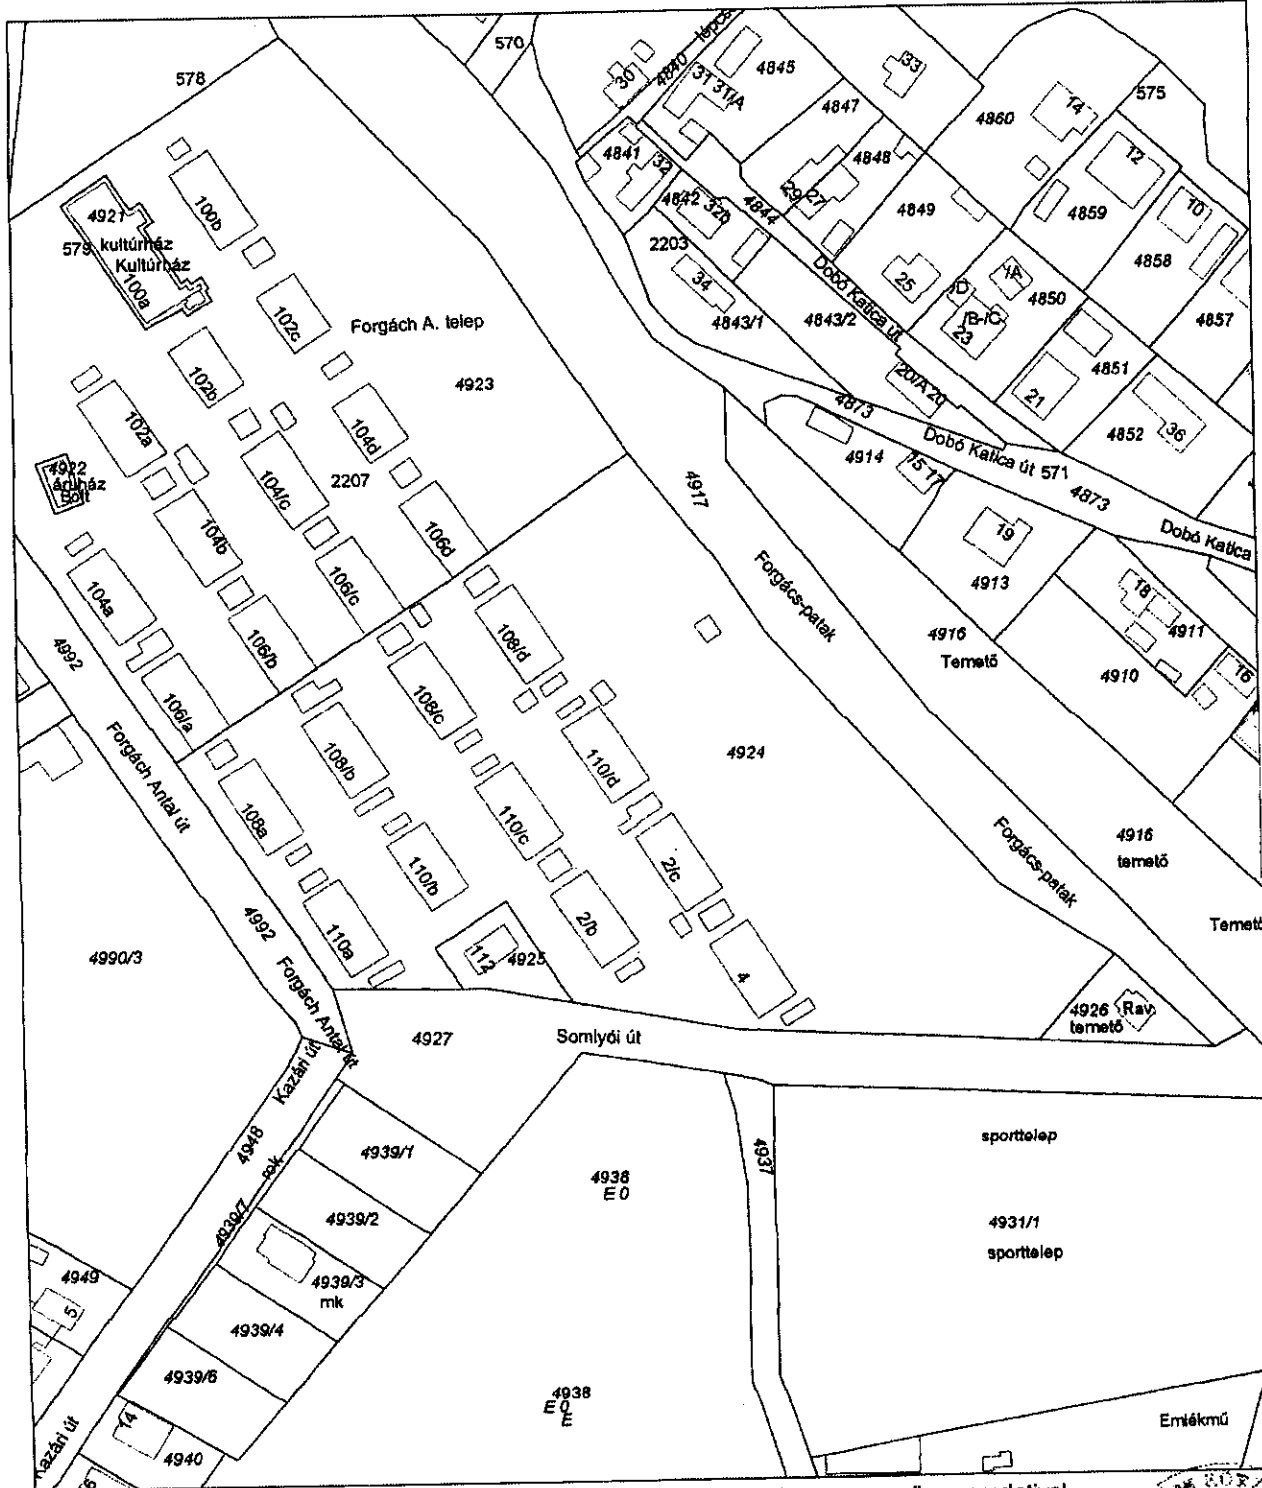 570
578
lépcső
4840
30
31 31/A
4845
33
4847
4860
14
575
4841
32
4848
12
4842
32b
4844
29
27
4849
4859
10
100b
4921
579
kultúrház
Kultúrház
100a
2203
34
Dobó Katica út
25
/D
/A
4850
4858
102c
Forgách A. telep
4843/1
4843/2
/B-/C
23
4857
102b
4923
20/A 20
21
4851
102a
104d
4873
4852
36
4922
áruház
Bolt
104/c
2207
4914
15 17
Dobó Katica út 571
4917
4873
104b
106d
19
Dobó Katica
104a
106/c
Forgács-patak
4913
18
4992
106/b
108/d
4916
Temető
4911
4910
16
106/a
108/c
Forgách Antal út
108/b
110/d
4924
108a
110/c
Forgács-patak
4916
temető
110/b
2/c
4992
110a
2/b
Temető
4990/3
112
4925
4
Forgách Antal út
4926
temető
Rav
4927
Somlyói út
Kazári út
4948
mk
4939/1
4937
sporttelep
4938
E 0
4939/7
4939/2
4931/1
sporttelep
4949
4939/3
mk
5
4939/4
4939/6
4938
E 0
E
Emlékmű
14
Kazári út
4940